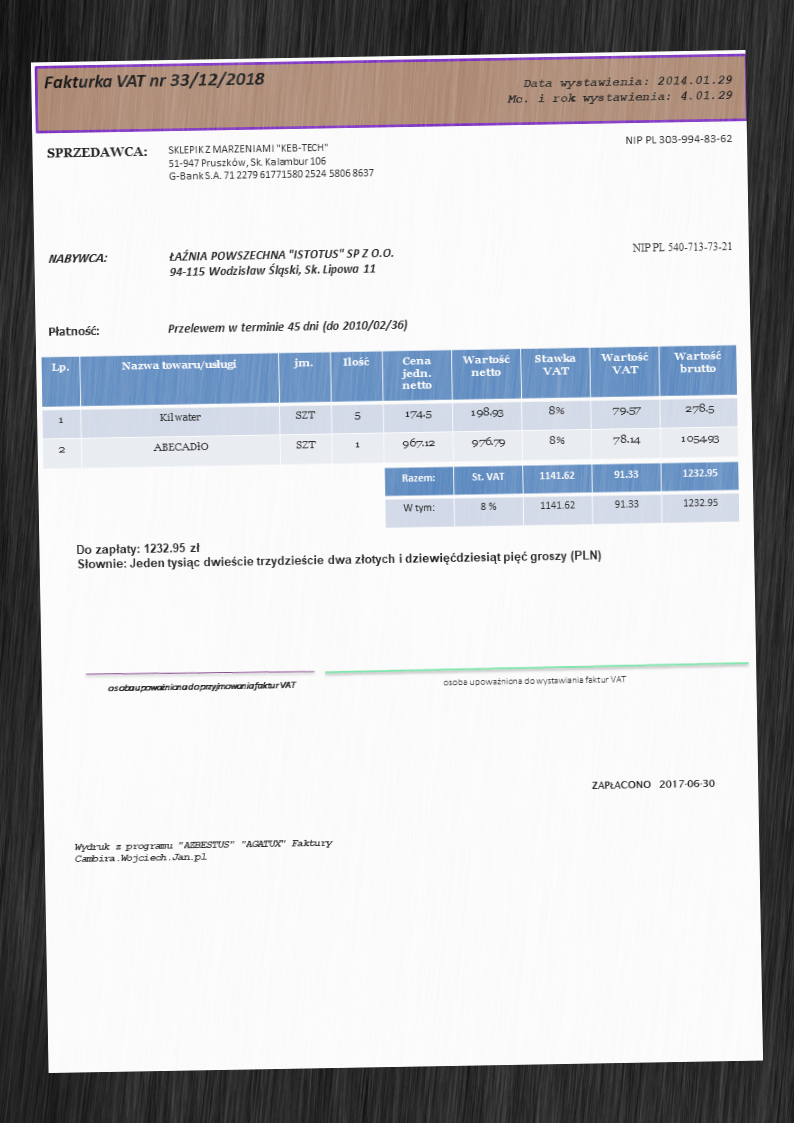 Fakturka VAT nr 33/12/2018
Data wystawienia: 2014.01.29
Mc. i rok wystawienia: 4.01.29
SPRZEDAWCA:
SKLEPIK Z MARZENIAMI "KEB-TECH"
51-947 Pruszków, Sk. Kalambur 106
G-Bank S.A. 71 2279 61771580 2524 5806 8637
NIP PL 303-994-83-62
NABYWCA:
ŁAŹNIA POWSZECHNA "ISTOTUS" SP Z O.O.
94-115 Wodzisław Śląski, Sk. Lipowa 11
NIP PL 540-713-73-21
Płatność:
Przelewem w terminie 45 dni (do 2010/02/36)
Lp. Nazwa towaru/usługi jm. Ilość Cena jedn. netto Wartość netto Stawka VAT Wartość VAT Wartość brutto
1 Kilwater SZT 5 174.5 198.93 8% 79.57 278.5
2 ABECADłO SZT 1 967.12 976.79 8% 78.14 1054.93
Razem: St. VAT 1141.62 91.33 1232.95
W tym: 8 % 1141.62 91.33 1232.95
Do zapłaty: 1232.95 zł
Słownie: Jeden tysiąc dwieście trzydzieście dwa złotych i dziewięćdziesiąt pięć groszy (PLN)
osoba upoważniona do przyjmowania faktur VAT
osoba upoważniona do wystawiania faktur VAT
ZAPŁACONO 2017-06-30
Wydruk z programu "AZBESTUS" "AGATUX" Faktury
Cambira.Wojciech.Jan.pl